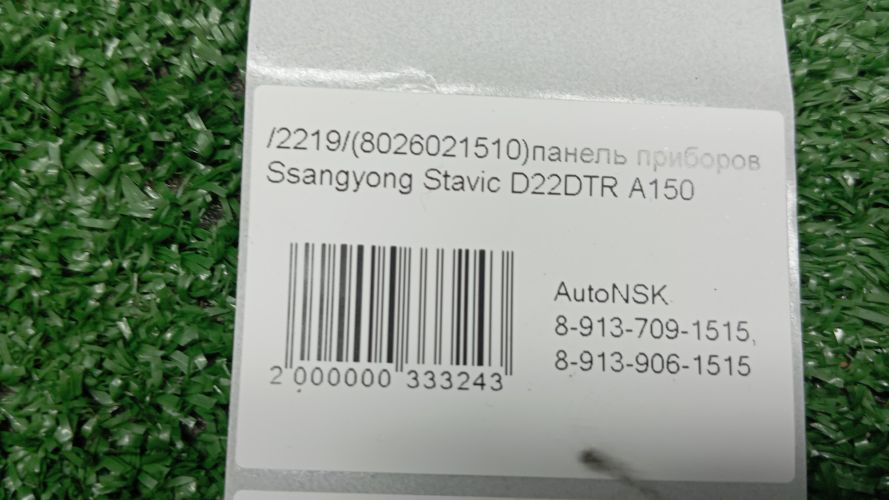 /2219/(8026021510)панель приборов
Ssangyong Stavic D22DTR A150
AutoNSK
8-913-709-1515,
8-913-906-1515
2 000000 333243